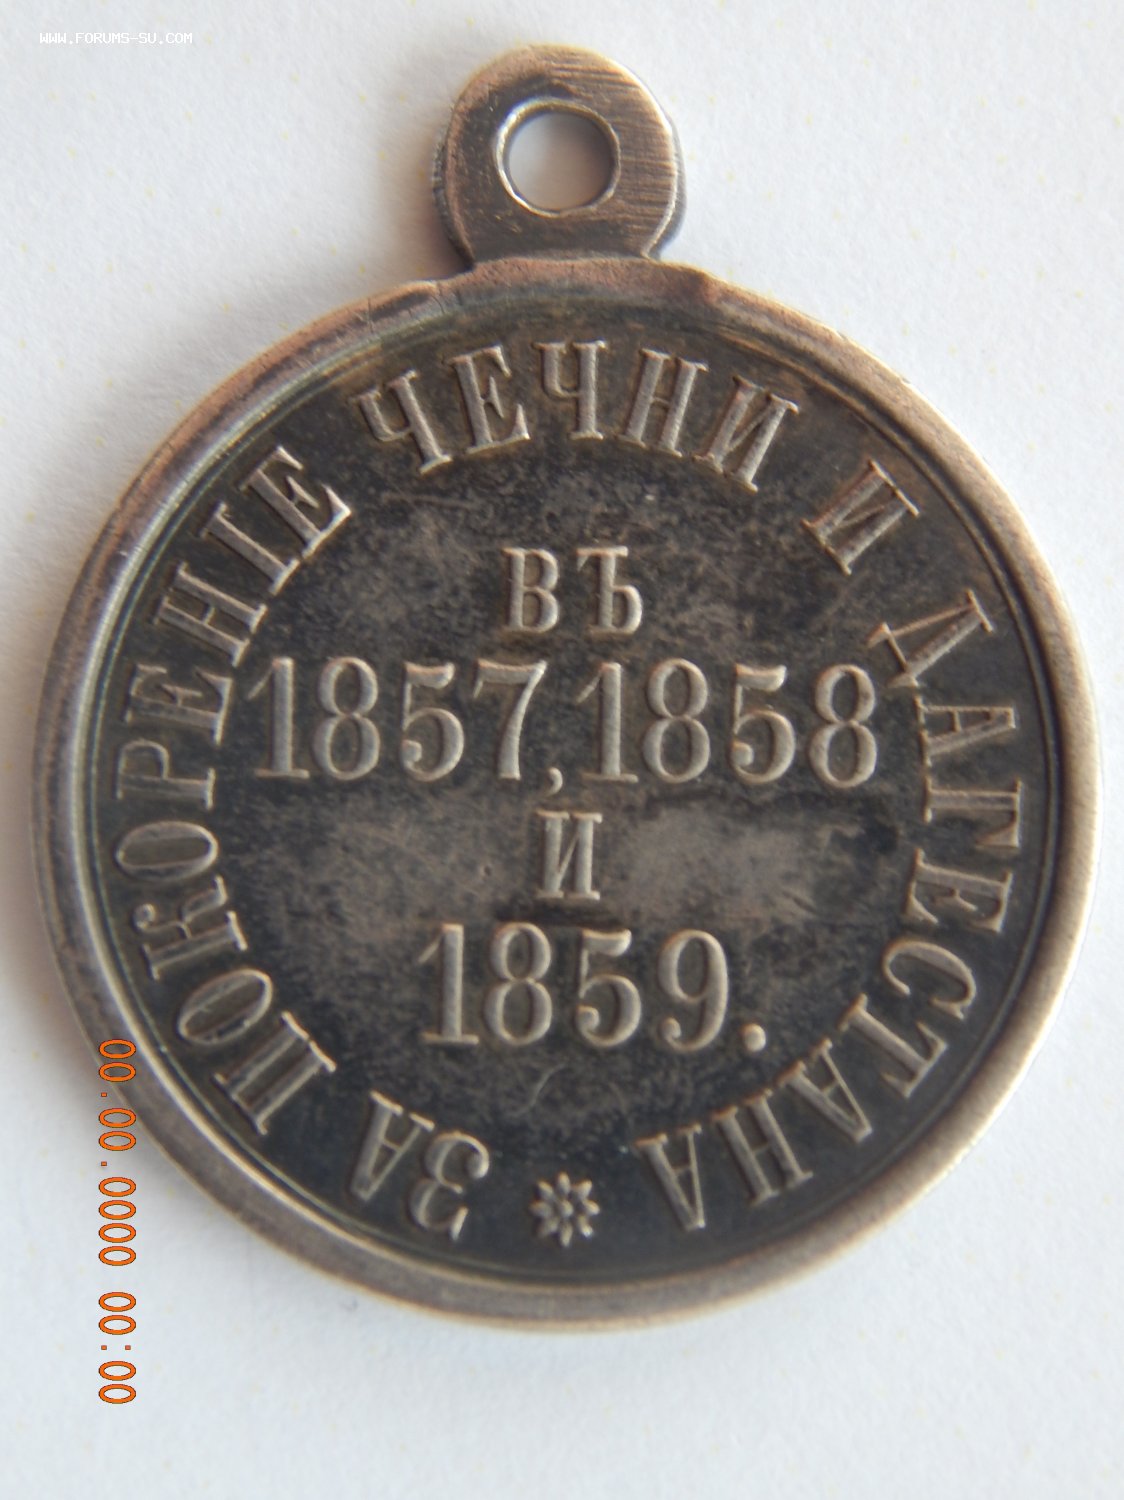 WWW.FORUMS-SU.COM
ЗА ПОКОРЕНІЕ ЧЕЧНИ И ДАГЕСТАНА
ВЪ
1857, 1858
И
1859.
00.00.0000 00:00